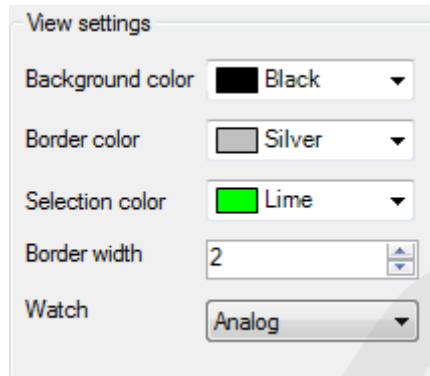 View settings
Background color Black
Border color Silver
Selection color Lime
Border width 2
Watch Analog